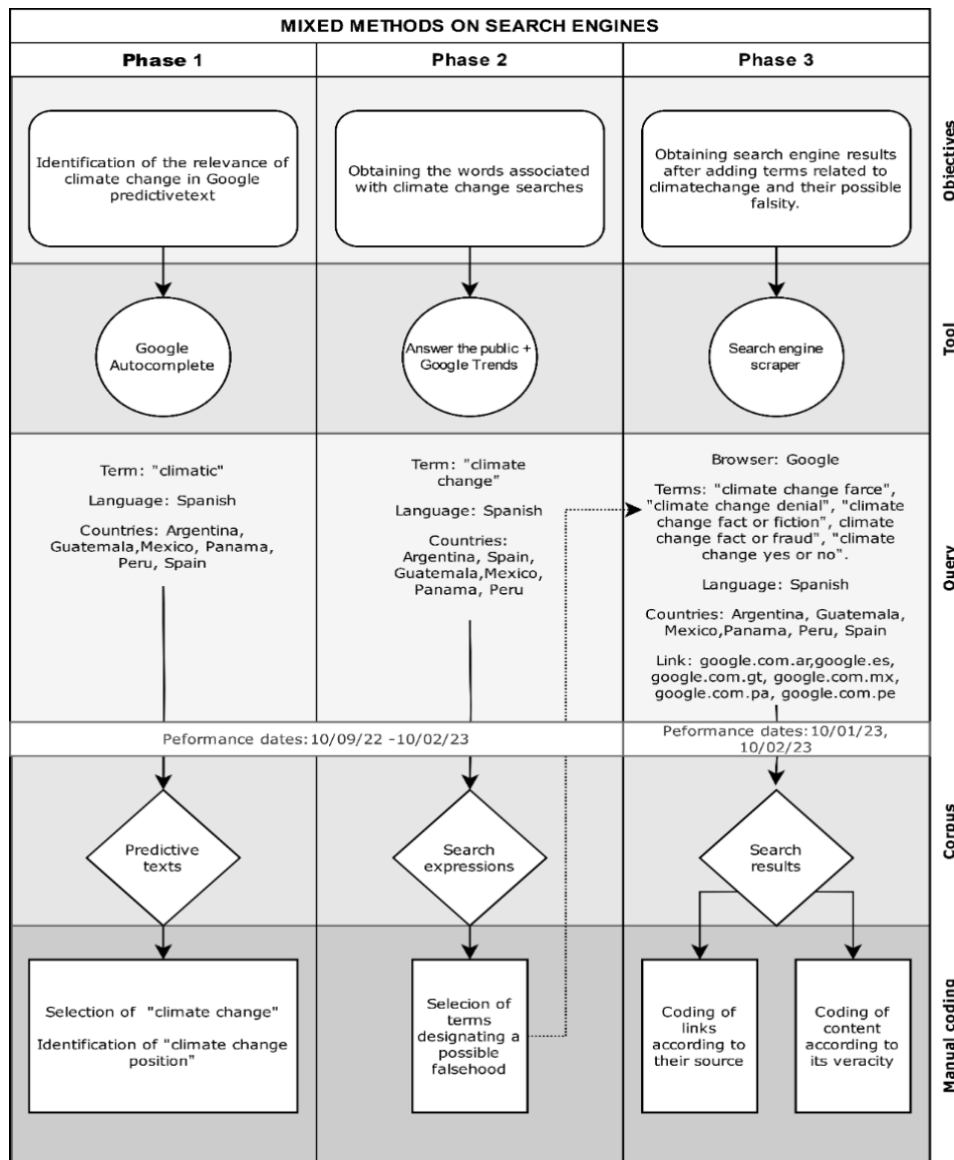 MIXED METHODS ON SEARCH ENGINES
Phase 1
Phase 2
Phase 3
Objectives
Identification of the relevance of
climate change in Google
predictivetext
Obtaining the words associated
with climate change searches
Obtaining search engine results
after adding terms related to
climatechange and their possible
falsity.
Tool
Google
Autocomplete
Answer the public +
Google Trends
Search engine
scraper
Query
Term: "climatic"
Language: Spanish
Countries: Argentina,
Guatemala,Mexico, Panama,
Peru, Spain
Term: "climate
change"
Language: Spanish
Countries:
Argentina, Spain,
Guatemala,Mexico,
Panama, Peru
Browser: Google
Terms: "climate change farce",
"climate change denial", "climate
change fact or fiction", climate
change fact or fraud", "climate
change yes or no".
Language: Spanish
Countries: Argentina, Guatemala,
Mexico,Panama, Peru, Spain
Link: google.com.ar,google.es,
google.com.gt, google.com.mx,
google.com.pa, google.com.pe
Peformance dates:10/09/22 -10/02/23
Peformance dates: 10/01/23,
10/02/23
Corpus
Predictive
texts
Search
expressions
Search
results
Manual coding
Selection of "climate change"
Identification of "climate change
position"
Selecion of
terms
designating a
possible
falsehood
Coding of
links
according to
their source
Coding of
content
according to
its veracity